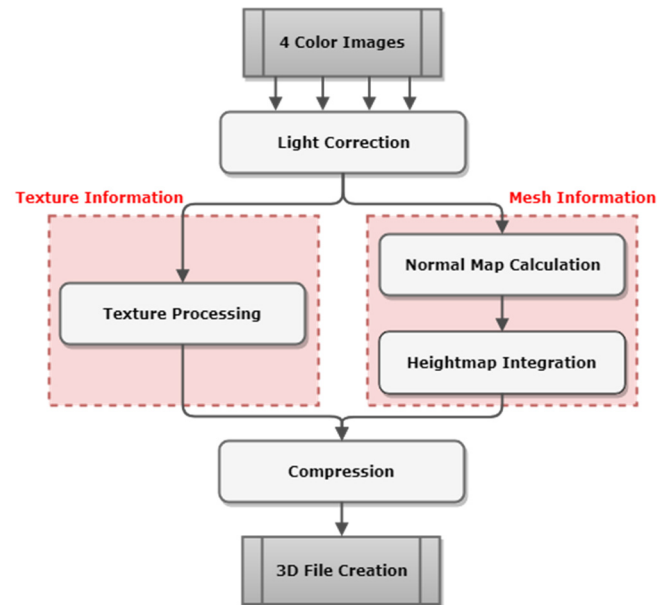 4 Color Images
Light Correction
Texture Information
Mesh Information
Normal Map Calculation
Texture Processing
Heightmap Integration
Compression
3D File Creation